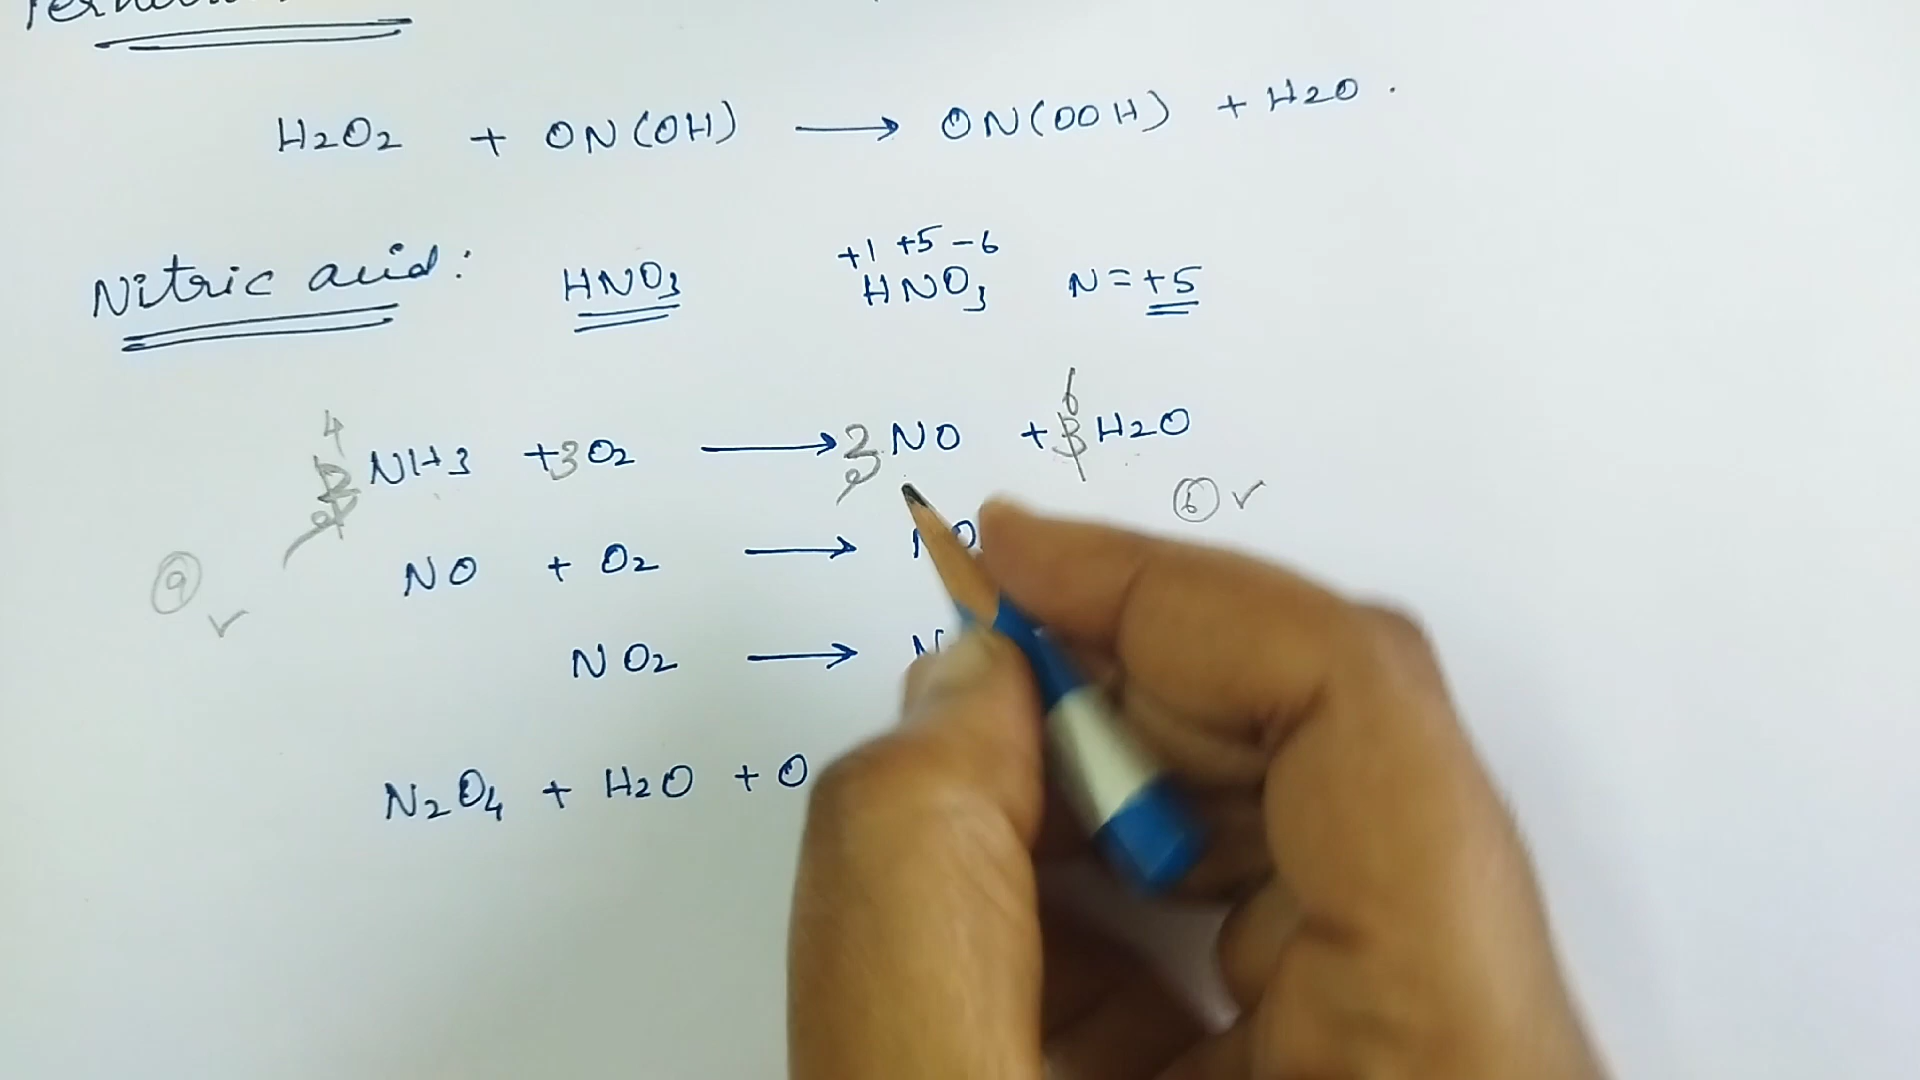 H2O2 + ON(OH) → ON(OOH) + H2O .
Nitric acid : HNO3 +1 +5 -6 HNO3 N = +5
4 NH3 + 3O2 → 2 NO + 6 H2O
6 ✓
NO + O2 → NO
9 ✓
NO2 → N
N2O4 + H2O + O